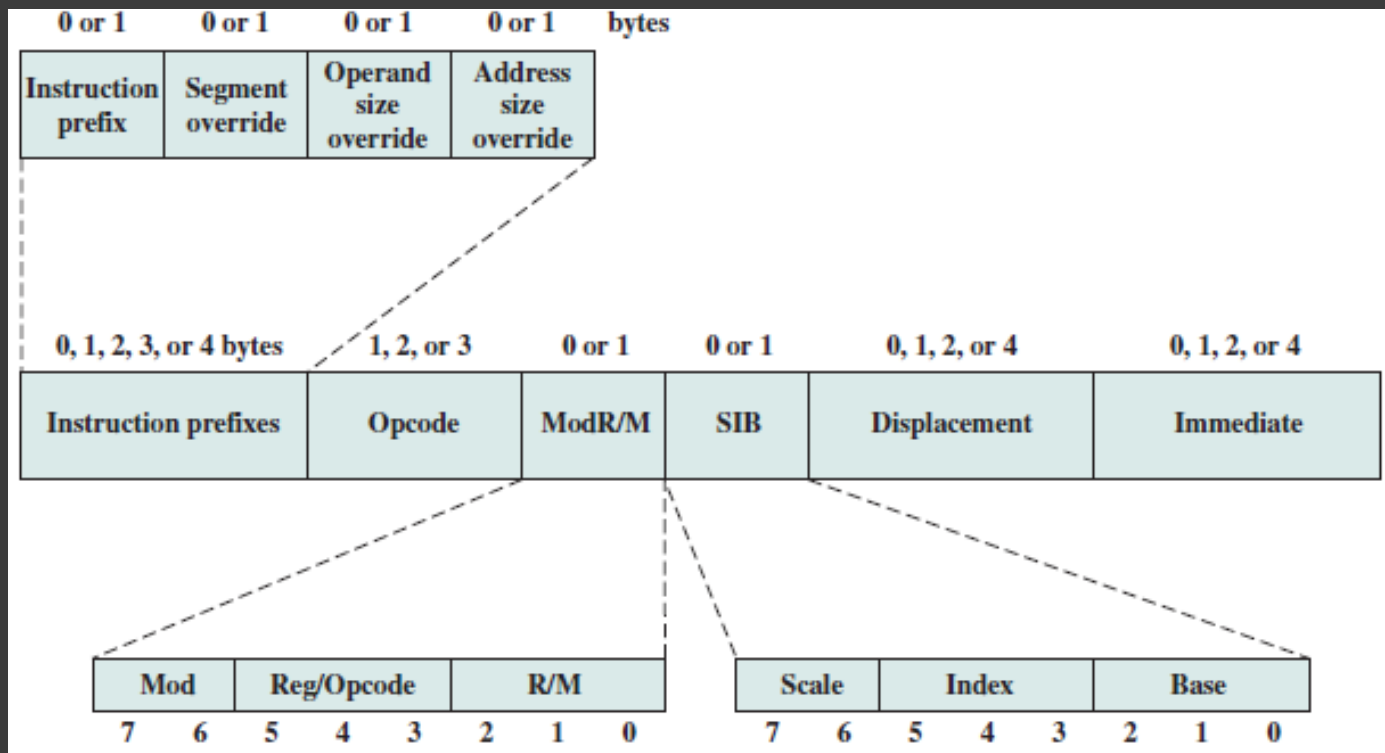 0 or 1 0 or 1 0 or 1 0 or 1 bytes
Instruction prefix Segment override Operand size override Address size override
0, 1, 2, 3, or 4 bytes 1, 2, or 3 0 or 1 0 or 1 0, 1, 2, or 4 0, 1, 2, or 4
Instruction prefixes Opcode ModR/M SIB Displacement Immediate
Mod Reg/Opcode R/M Scale Index Base
7 6 5 4 3 2 1 0 7 6 5 4 3 2 1 0